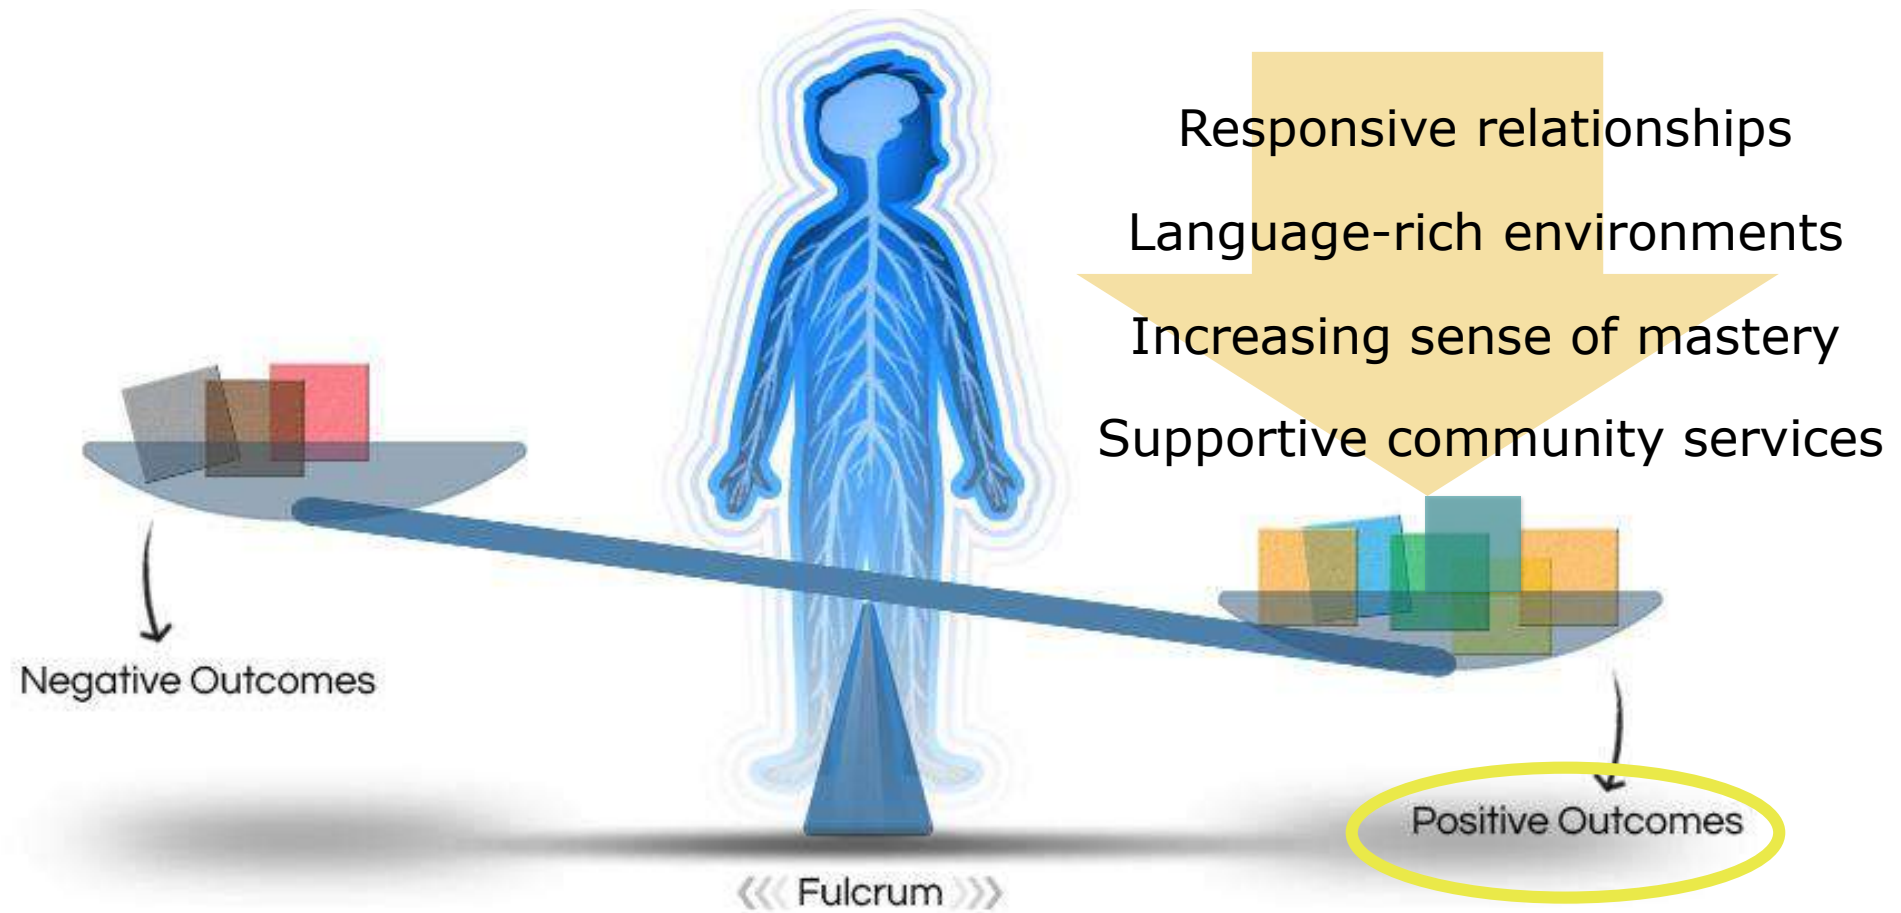 Responsive relationships
Language-rich environments
Increasing sense of mastery
Supportive community services
Negative Outcomes
Positive Outcomes
Fulcrum